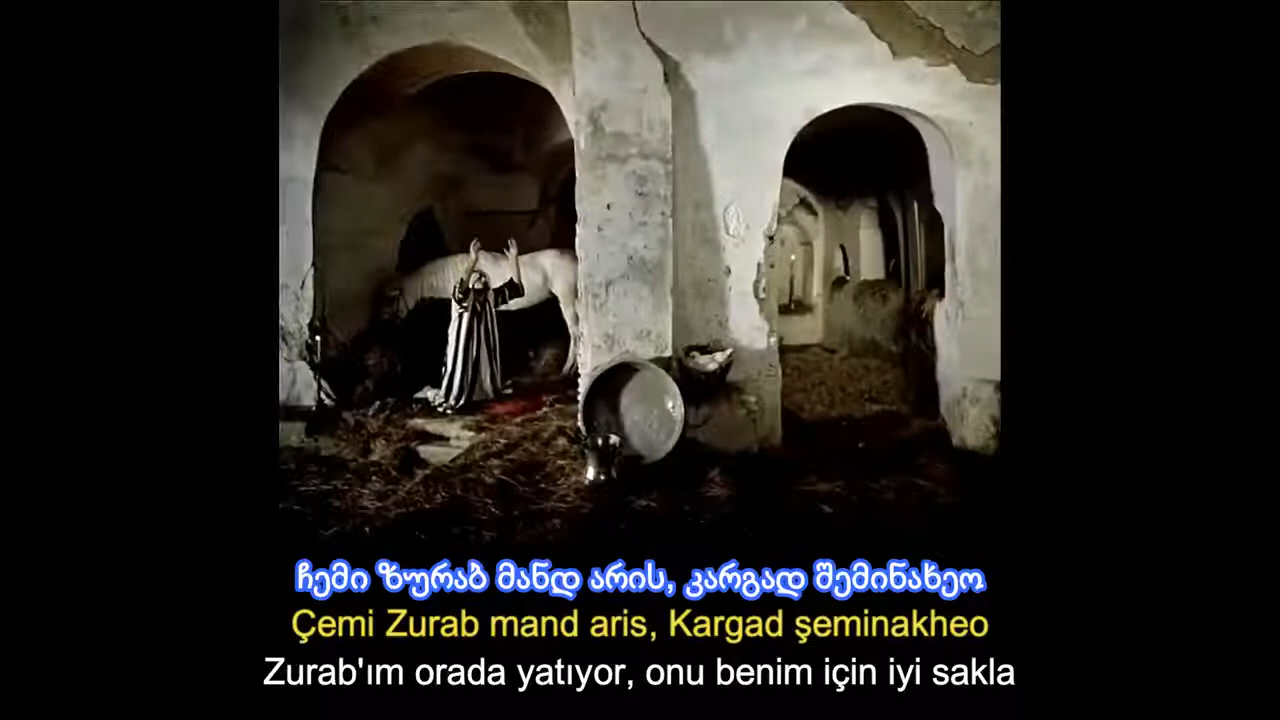 ჩემი ზურაბ მანდ არის, კარგად შემინახეო
Çemi Zurab mand aris, Kargad şeminakheo
Zurab'ım orada yatıyor, onu benim için iyi sakla